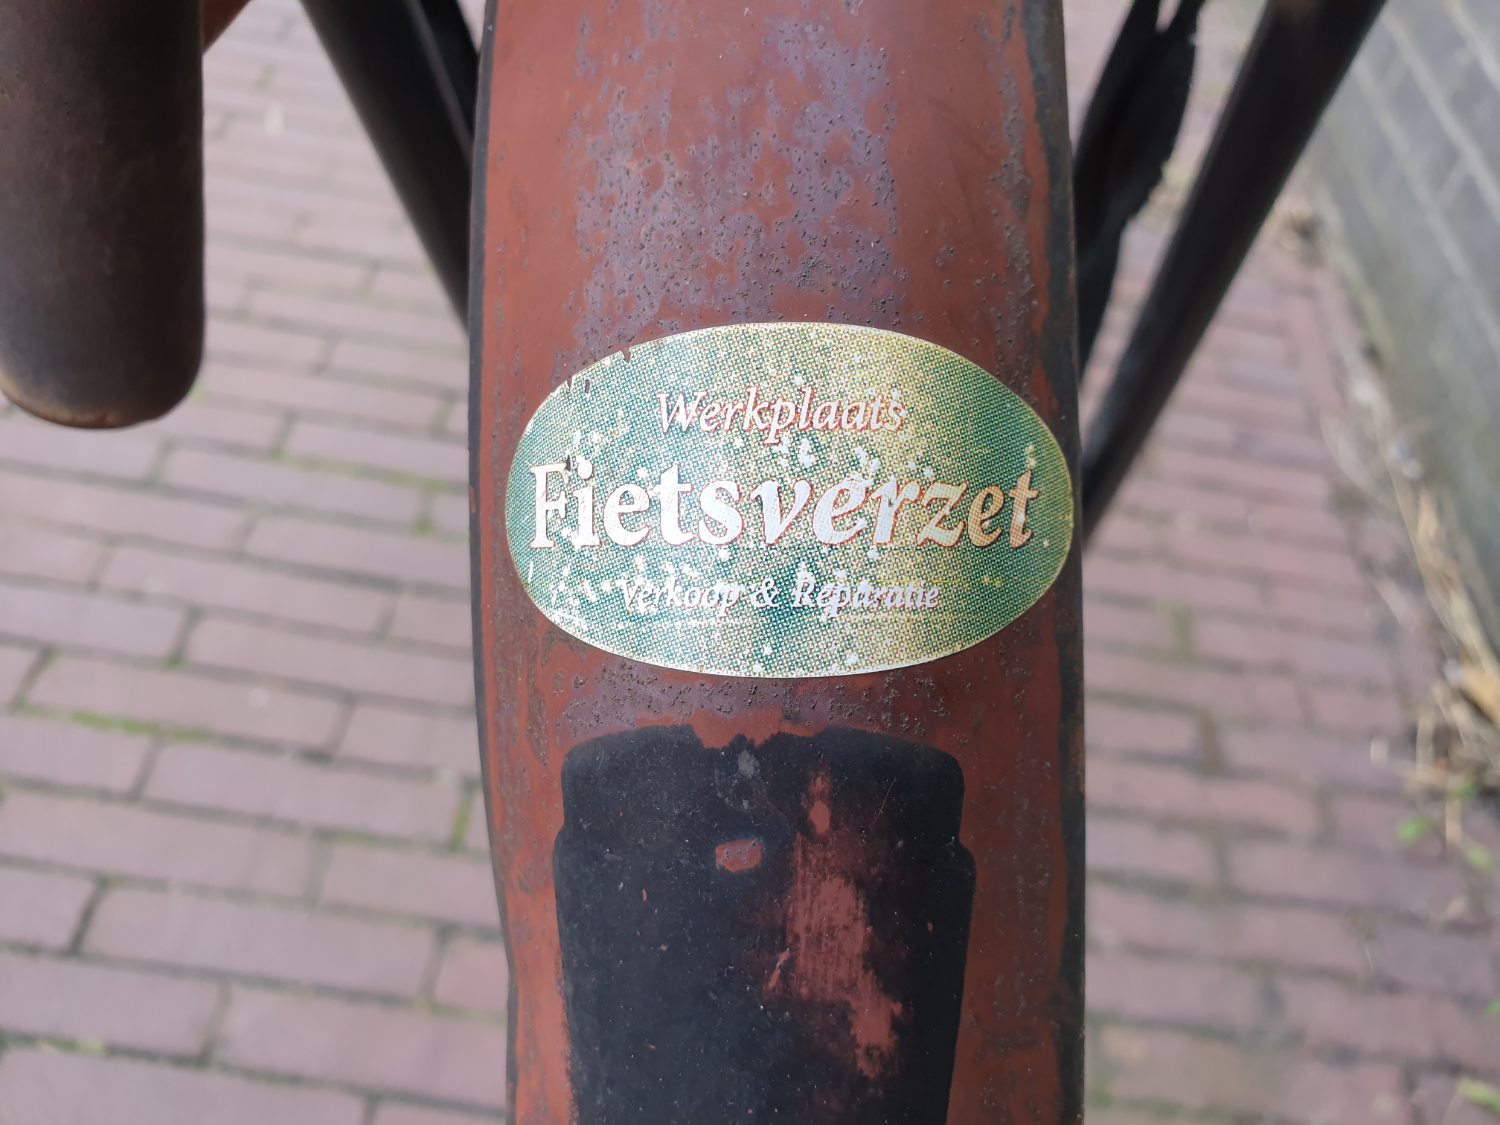 Werkplaats
Fietsverzet
Verkoop & Reparatie